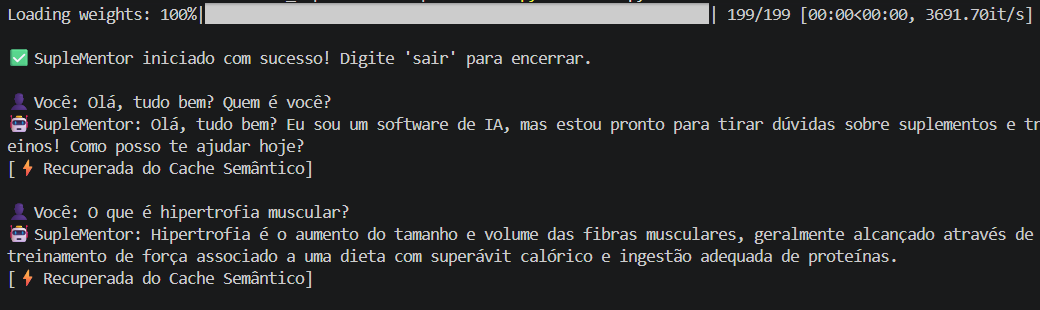 Loading weights: 100%| | 199/199 [00:00<00:00, 3691.70it/s]
✅ SupleMentor iniciado com sucesso! Digite 'sair' para encerrar.
👤 Você: Olá, tudo bem? Quem é você?
🤖 SupleMentor: Olá, tudo bem? Eu sou um software de IA, mas estou pronto para tirar dúvidas sobre suplementos e tr
einos! Como posso te ajudar hoje?
[⚡ Recuperada do Cache Semântico]
👤 Você: O que é hipertrofia muscular?
🤖 SupleMentor: Hipertrofia é o aumento do tamanho e volume das fibras musculares, geralmente alcançado através de
treinamento de força associado a uma dieta com superávit calórico e ingestão adequada de proteínas.
[⚡ Recuperada do Cache Semântico]